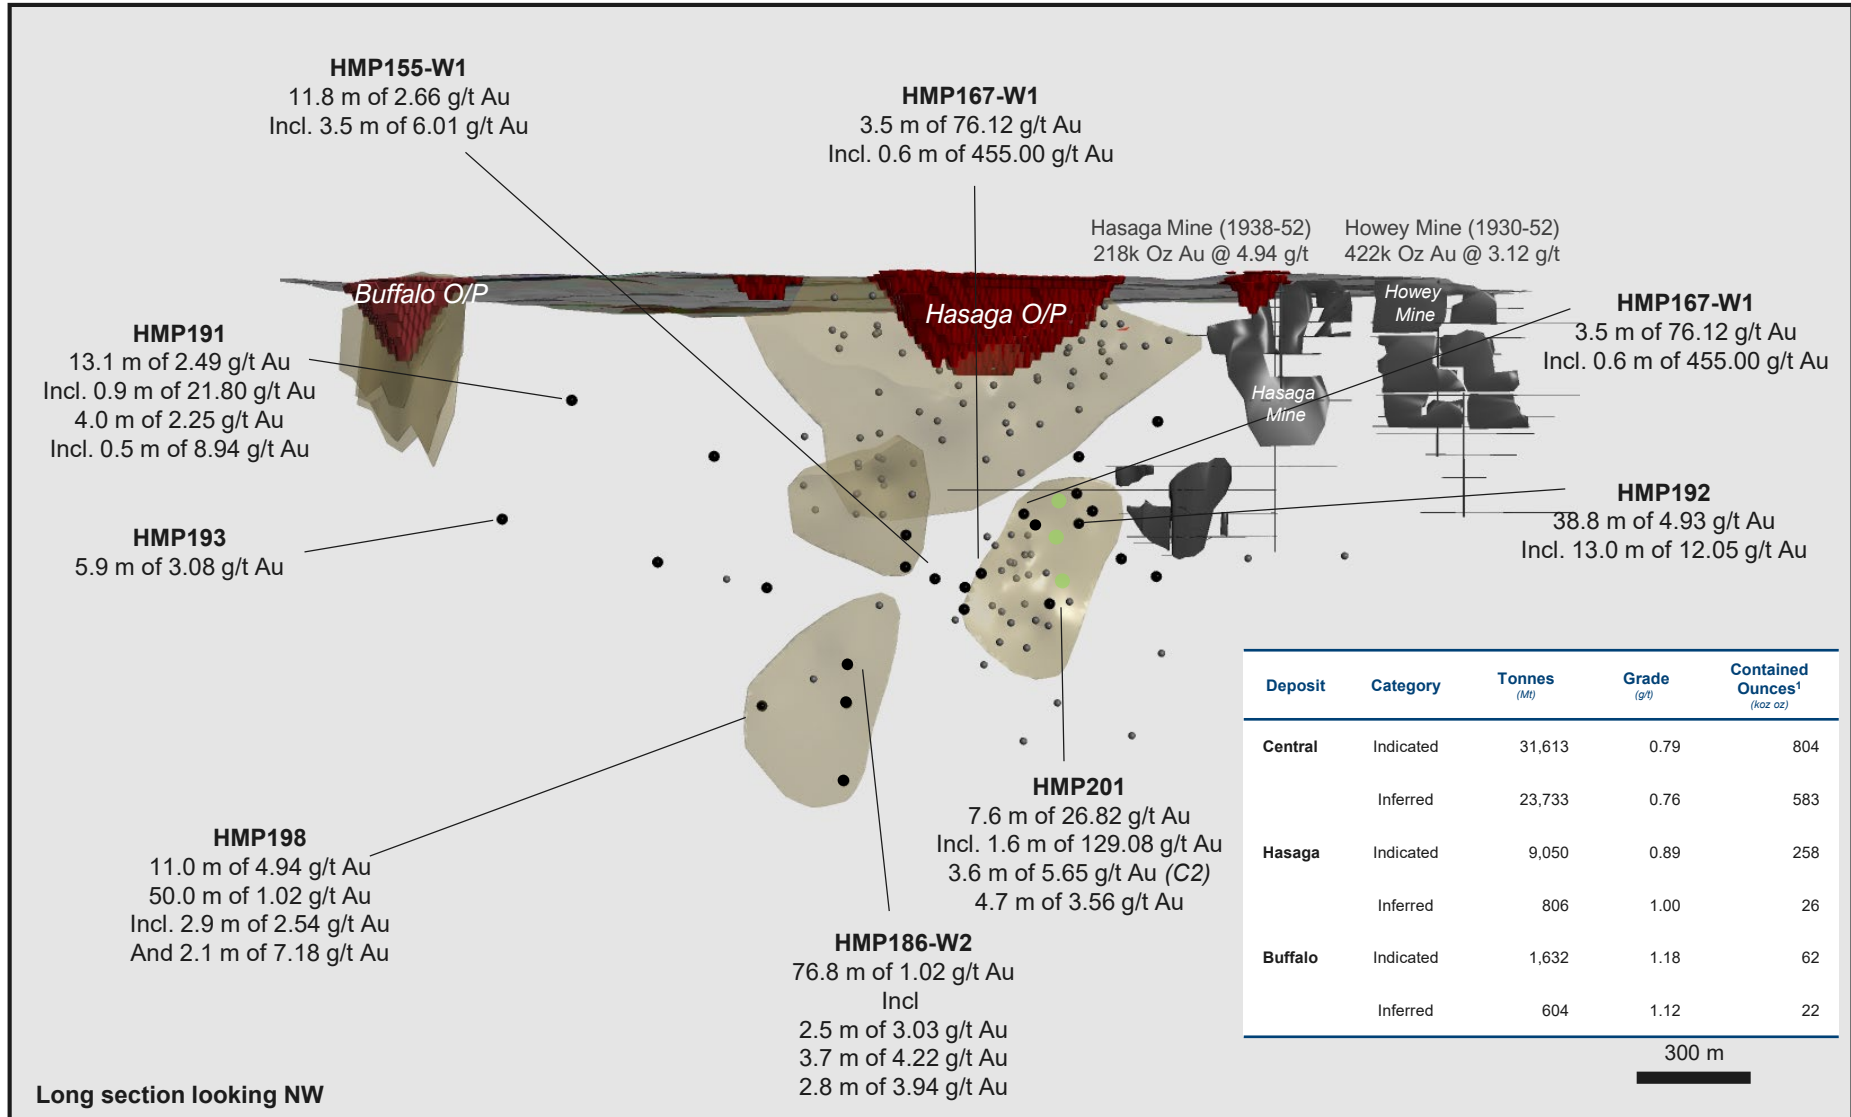 HMP155-W1
11.8 m of 2.66 g/t Au
Incl. 3.5 m of 6.01 g/t Au
HMP167-W1
3.5 m of 76.12 g/t Au
Incl. 0.6 m of 455.00 g/t Au
Hasaga Mine (1938-52)
218k Oz Au @ 4.94 g/t
Howey Mine (1930-52)
422k Oz Au @ 3.12 g/t
Buffalo O/P
Hasaga O/P
Howey
Mine
Hasaga
Mine
HMP167-W1
3.5 m of 76.12 g/t Au
Incl. 0.6 m of 455.00 g/t Au
HMP191
13.1 m of 2.49 g/t Au
Incl. 0.9 m of 21.80 g/t Au
4.0 m of 2.25 g/t Au
Incl. 0.5 m of 8.94 g/t Au
HMP193
5.9 m of 3.08 g/t Au
HMP192
38.8 m of 4.93 g/t Au
Incl. 13.0 m of 12.05 g/t Au
HMP198
11.0 m of 4.94 g/t Au
50.0 m of 1.02 g/t Au
Incl. 2.9 m of 2.54 g/t Au
And 2.1 m of 7.18 g/t Au
HMP201
7.6 m of 26.82 g/t Au
Incl. 1.6 m of 129.08 g/t Au
3.6 m of 5.65 g/t Au (C2)
4.7 m of 3.56 g/t Au
HMP186-W2
76.8 m of 1.02 g/t Au
Incl
2.5 m of 3.03 g/t Au
3.7 m of 4.22 g/t Au
2.8 m of 3.94 g/t Au
Deposit Category Tonnes (Mt) Grade (g/t) Contained Ounces¹ (koz oz)
Central Indicated 31,613 0.79 804
Inferred 23,733 0.76 583
Hasaga Indicated 9,050 0.89 258
Inferred 806 1.00 26
Buffalo Indicated 1,632 1.18 62
Inferred 604 1.12 22
300 m
Long section looking NW